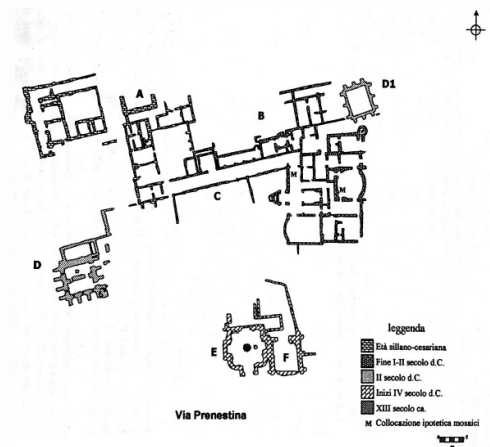 A
B
D1
M
M
C
D
E
F
Via Prenestina
leggenda
Età sillano-cesariana
Fine I-II secolo d.C.
II secolo d.C.
Inizi IV secolo d.C.
XIII secolo ca.
M Collocazione ipotetica mosaici